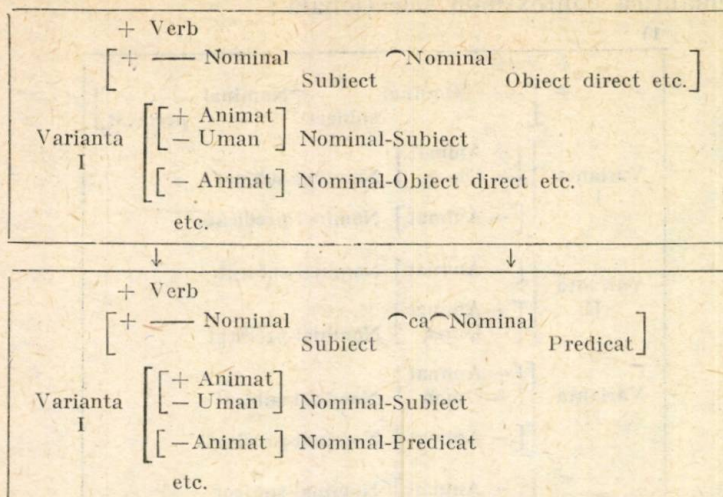 + Verb
[+ — Nominal ⁀Nominal
Subiect Obiect direct etc.]
Varianta [[+ Animat]
[− Uman ] Nominal-Subiect
I
[− Animat] Nominal-Obiect direct etc.
etc.
↓ ↓
+ Verb
[+ — Nominal ⁀ca⁀Nominal
Subiect Predicat]
[+ Animat]
Varianta [− Uman ] Nominal-Subiect
I
[−Animat ] Nominal-Predicat
etc.